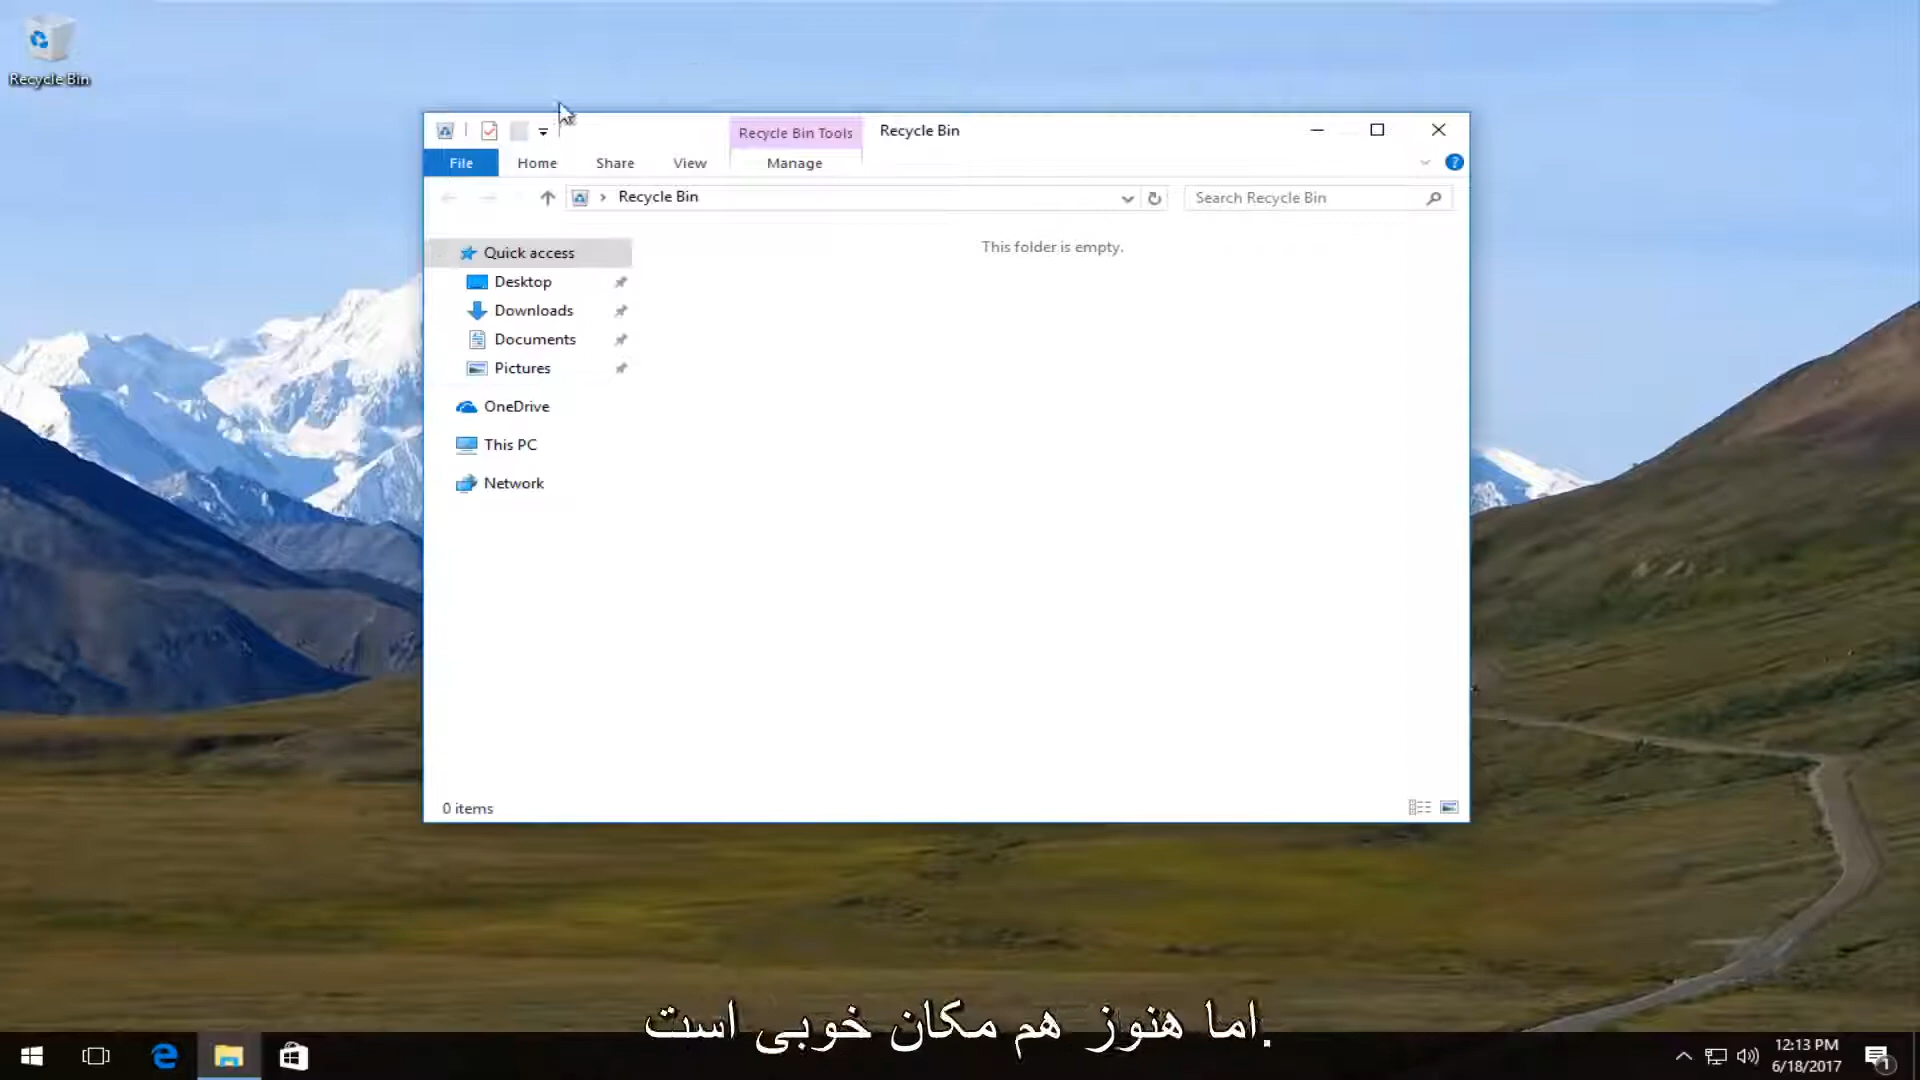 Recycle Bin
Recycle Bin Tools
Recycle Bin
File
Home
Share
View
Manage
Recycle Bin
Search Recycle Bin
Quick access
This folder is empty.
Desktop
Downloads
Documents
Pictures
OneDrive
This PC
Network
0 items
اما هنوز هم مکان خوبی است.
12:13 PM
6/18/2017
1